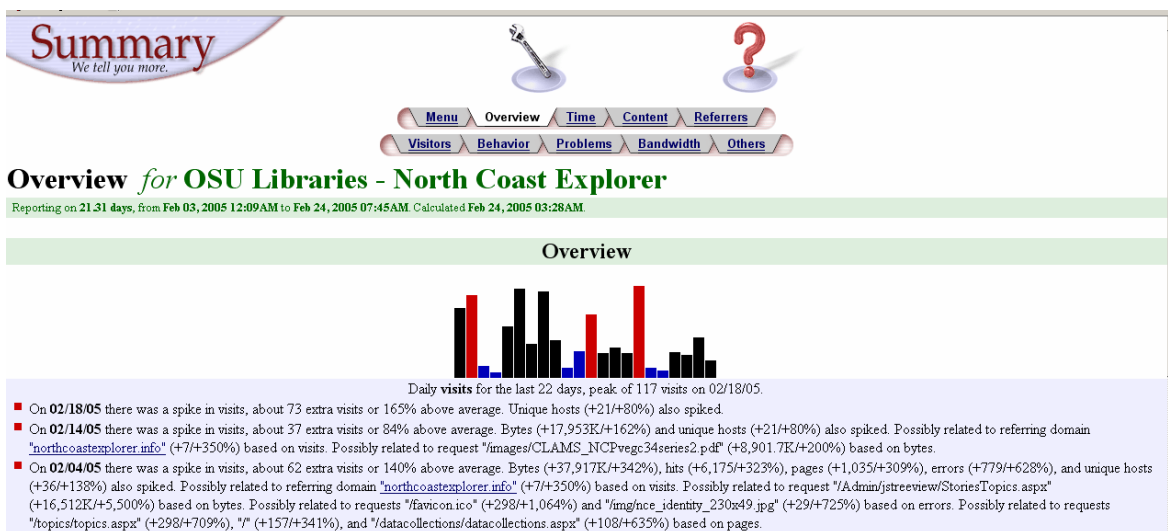 Summary
We tell you more.
Menu Overview Time Content Referrers
Visitors Behavior Problems Bandwidth Others
Overview for OSU Libraries - North Coast Explorer
Reporting on 21.31 days, from Feb 03, 2005 12:09AM to Feb 24, 2005 07:45AM. Calculated Feb 24, 2005 03:28AM.
Overview
Daily visits for the last 22 days, peak of 117 visits on 02/18/05.
On 02/18/05 there was a spike in visits, about 73 extra visits or 165% above average. Unique hosts (+21/+80%) also spiked.
On 02/14/05 there was a spike in visits, about 37 extra visits or 84% above average. Bytes (+17,953K/+162%) and unique hosts (+21/+80%) also spiked. Possibly related to referring domain
"northcoastexplorer.info" (+7/+350%) based on visits. Possibly related to request "/images/CLAMS_NCPvegc34series2.pdf" (+8,901.7K/+200%) based on bytes.
On 02/04/05 there was a spike in visits, about 62 extra visits or 140% above average. Bytes (+37,917K/+342%), hits (+6,175/+323%), pages (+1,035/+309%), errors (+779/+628%), and unique hosts
(+36/+138%) also spiked. Possibly related to referring domain "northcoastexplorer.info" (+7/+350%) based on visits. Possibly related to request "/Admin/jstreeview/StoriesTopics.aspx"
(+16,512K/+5,500%) based on bytes. Possibly related to requests "/favicon.ico" (+298/+1,064%) and "/img/nce_identity_230x49.jpg" (+29/+725%) based on errors. Possibly related to requests
"/topics/topics.aspx" (+298/+709%), "/" (+157/+341%), and "/datacollections/datacollections.aspx" (+108/+635%) based on pages.